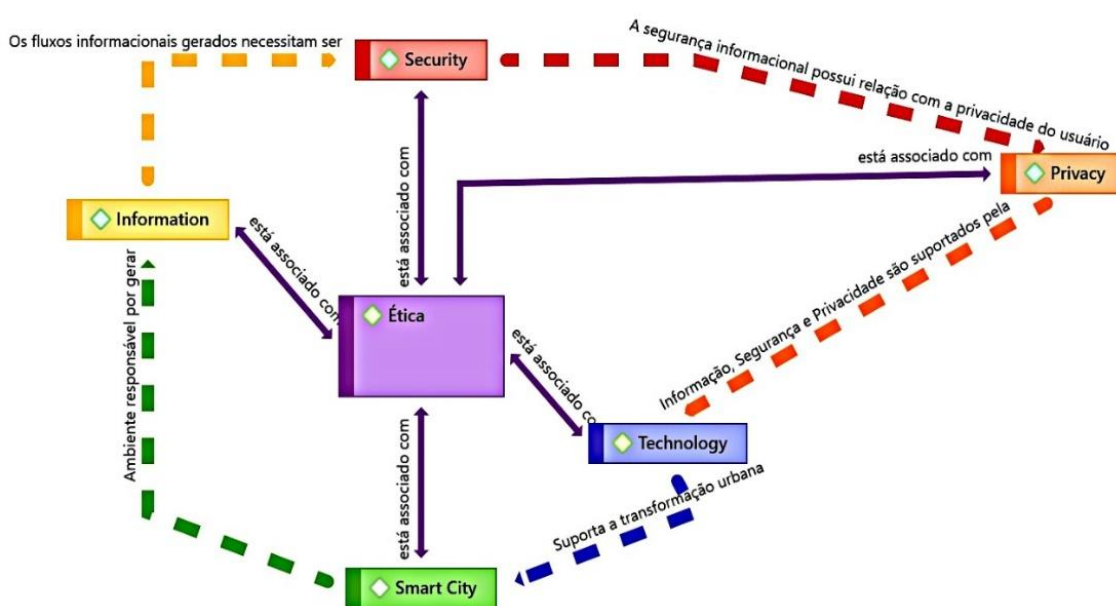 Os fluxos informacionais gerados necessitam ser
Security
A segurança informacional possui relação com a privacidade do usuário
está associado com
está associado com
Privacy
Information
está associado com
Ambiente responsável por gerar
Ética
está associado co
Informação, Segurança e Privacidade são suportados pela
Technology
está associado com
Suporta a transformação urbana
Smart City